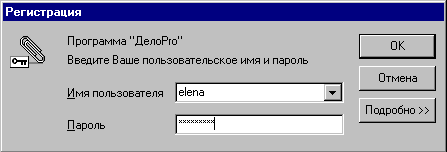 Регистрация
Программа "ДелоPro"
Введите Ваше пользовательское имя и пароль
Имя пользователя elena
Пароль *********
OK
Отмена
Подробно >>